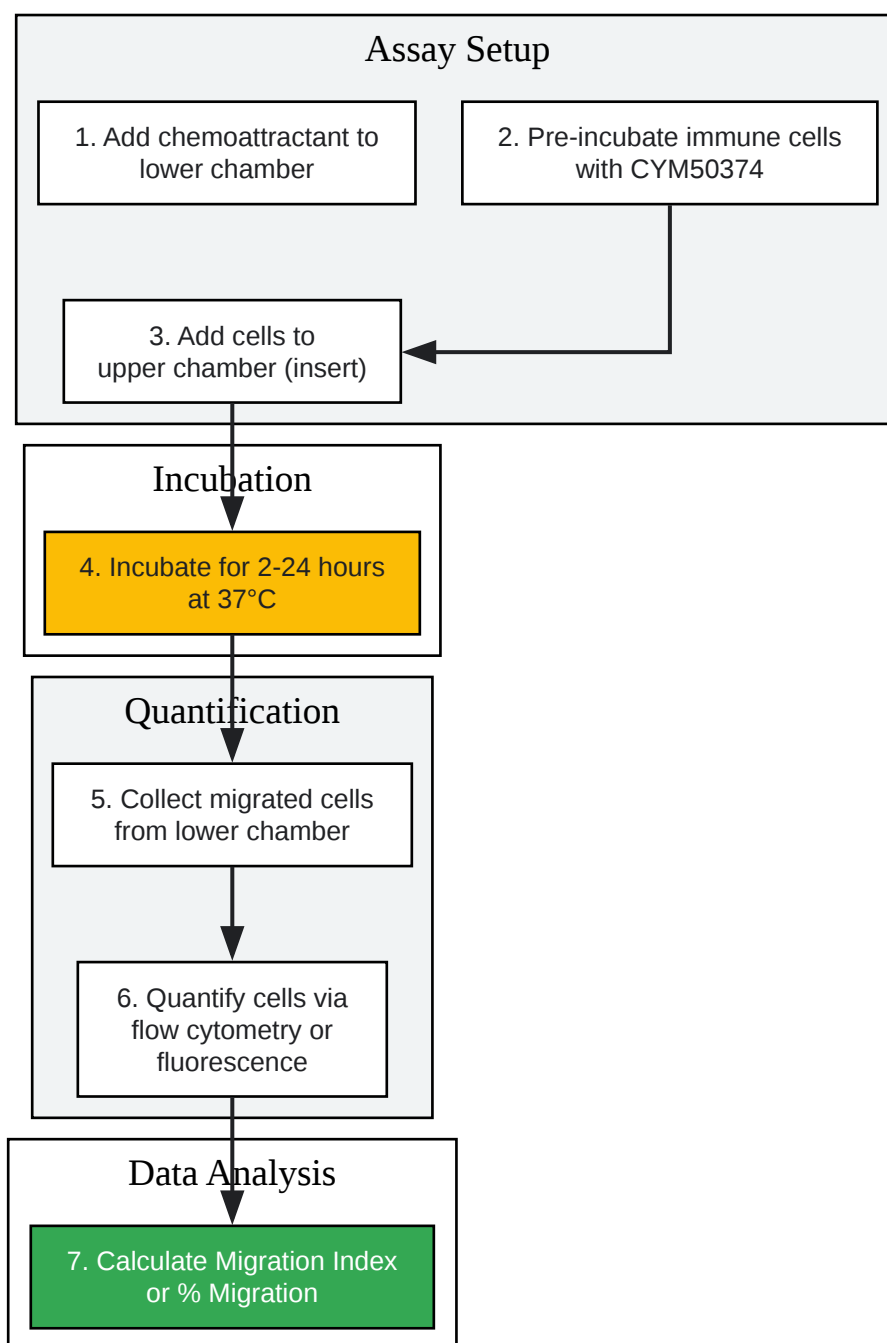 Assay Setup
1. Add chemoattractant to
lower chamber
2. Pre-incubate immune cells
with CYM50374
3. Add cells to
upper chamber (insert)
Incubation
4. Incubate for 2-24 hours
at 37°C
Quantification
5. Collect migrated cells
from lower chamber
6. Quantify cells via
flow cytometry or
fluorescence
Data Analysis
7. Calculate Migration Index
or % Migration